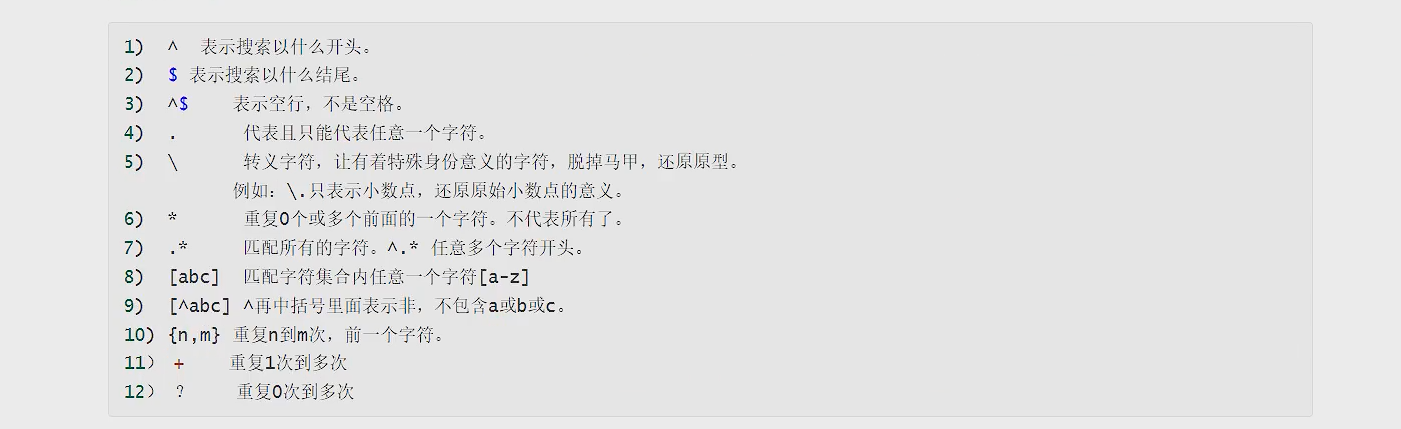 1)  ^  表示搜索以什么开头。
2)  $ 表示搜索以什么结尾。
3)  ^$    表示空行，不是空格。
4)  .      代表且只能代表任意一个字符。
5)  \      转义字符，让有着特殊身份意义的字符，脱掉马甲，还原原型。
例如：\.只表示小数点，还原原始小数点的意义。
6)  *      重复0个或多个前面的一个字符。不代表所有了。
7)  .*     匹配所有的字符。^.* 任意多个字符开头。
8)  [abc]  匹配字符集合内任意一个字符[a-z]
9)  [^abc] ^再中括号里面表示非，不包含a或b或c。
10) {n,m} 重复n到m次，前一个字符。
11） +    重复1次到多次
12） ?    重复0次到多次